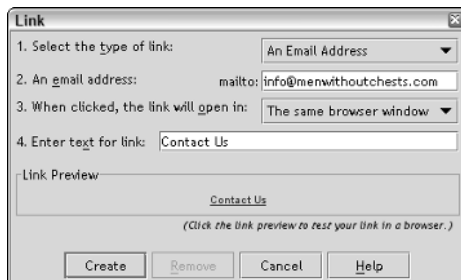 Link
1. Select the type of link: An Email Address
2. An email address: mailto: info@menwithoutchests.com
3. When clicked, the link will open in: The same browser window
4. Enter text for link: Contact Us
Link Preview
Contact Us
(Click the link preview to test your link in a browser.)
Create Remove Cancel Help